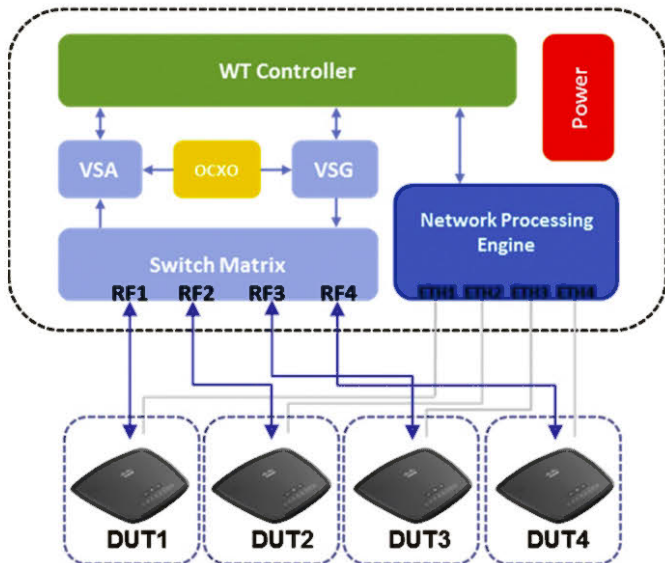 WT Controller
Power
VSA
OCXO
VSG
Network Processing
Engine
Switch Matrix
RF1 RF2 RF3 RF4
ETH1 ETH2 ETH3 ETH4
DUT1 DUT2 DUT3 DUT4